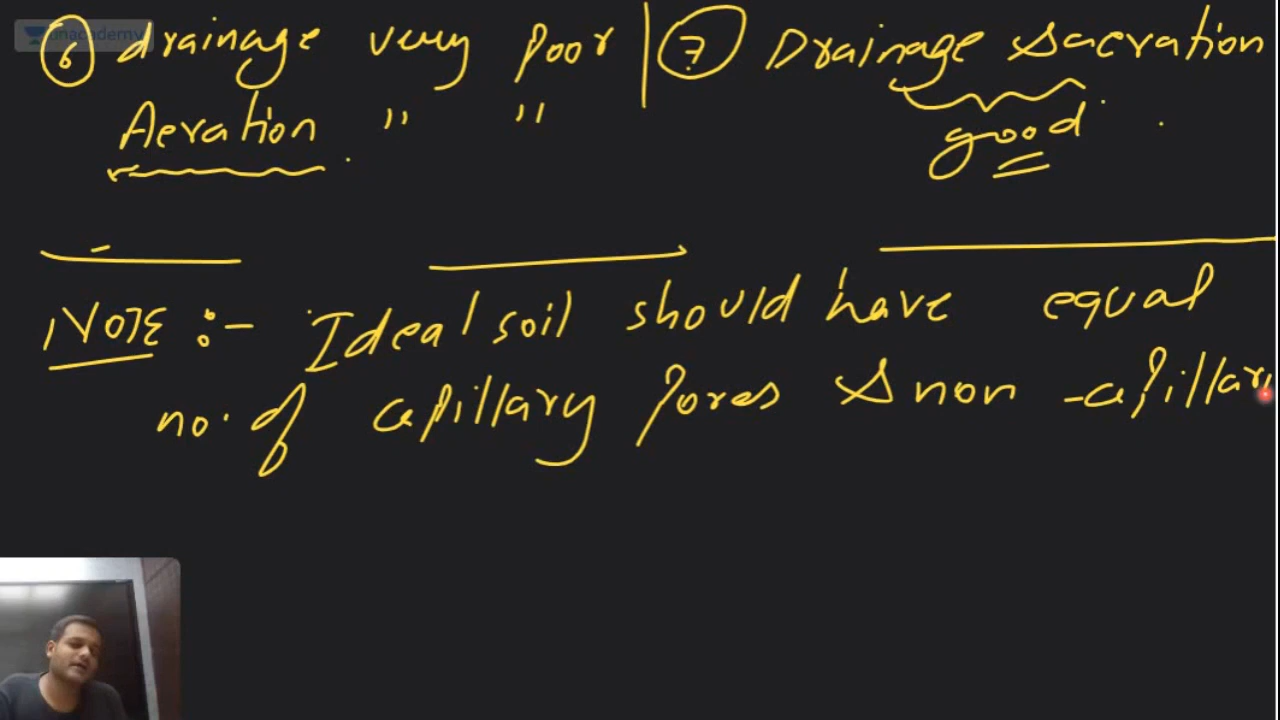 unacademy
6 drainage very poor
Aeration " "
7 Drainage & aeration
good
NOTE :- Ideal soil should have equal
no. of capillary pores & non-capillary